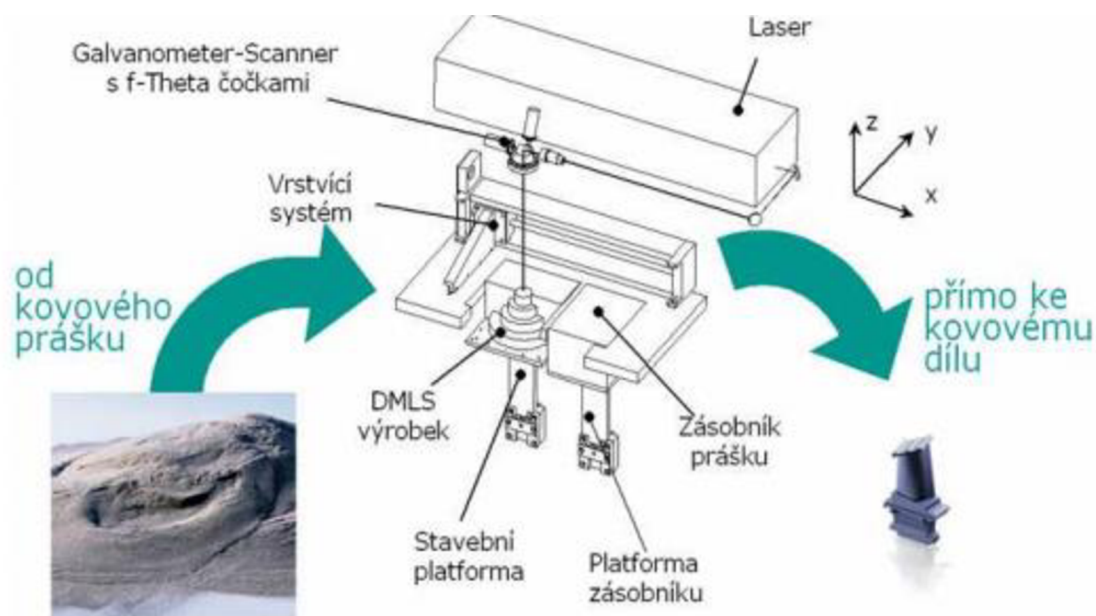 Galvanometer-Scanner
s f-Theta čočkami
Laser
z
y
x
Vrstvící
systém
od
kovového
prášku
přímo ke
kovovému
dílu
DMLS
výrobek
Zásobník
prášku
Stavební
platforma
Platforma
zásobníku